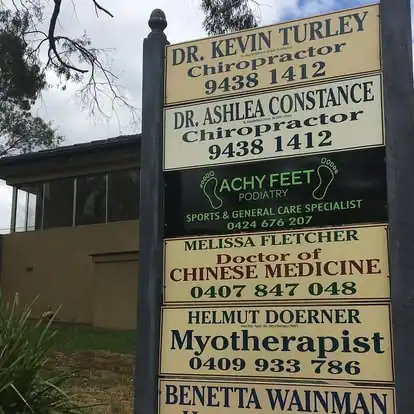 DR. KEVIN TURLEY
Chiropractor
9438 1412
DR. ASHLEA CONSTANCE
Chiropractor
9438 1412
ACHY FEET
PODIATRY
SPORTS & GENERAL CARE SPECIALIST
0424 676 207
MELISSA FLETCHER
Doctor of
CHINESE MEDICINE
0407 847 048
HELMUT DOERNER
Myotherapist
0409 933 786
BENETTA WAINMAN